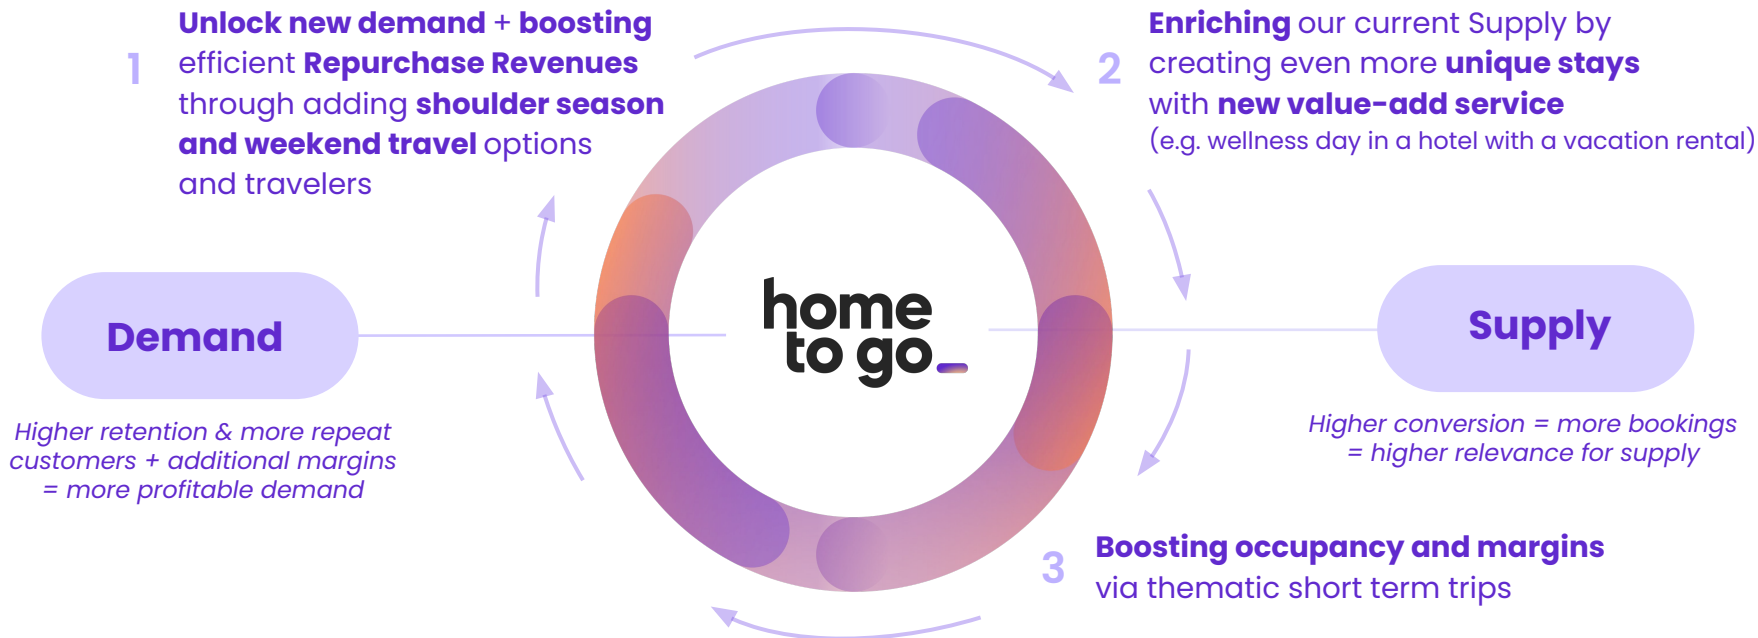 1
Unlock new demand + boosting
efficient Repurchase Revenues
through adding shoulder season
and weekend travel options
and travelers
2
Enriching our current Supply by
creating even more unique stays
with new value-add service
(e.g. wellness day in a hotel with a vacation rental)
Demand
Higher retention & more repeat
customers + additional margins
= more profitable demand
home
to go_
Supply
Higher conversion = more bookings
= higher relevance for supply
3
Boosting occupancy and margins
via thematic short term trips